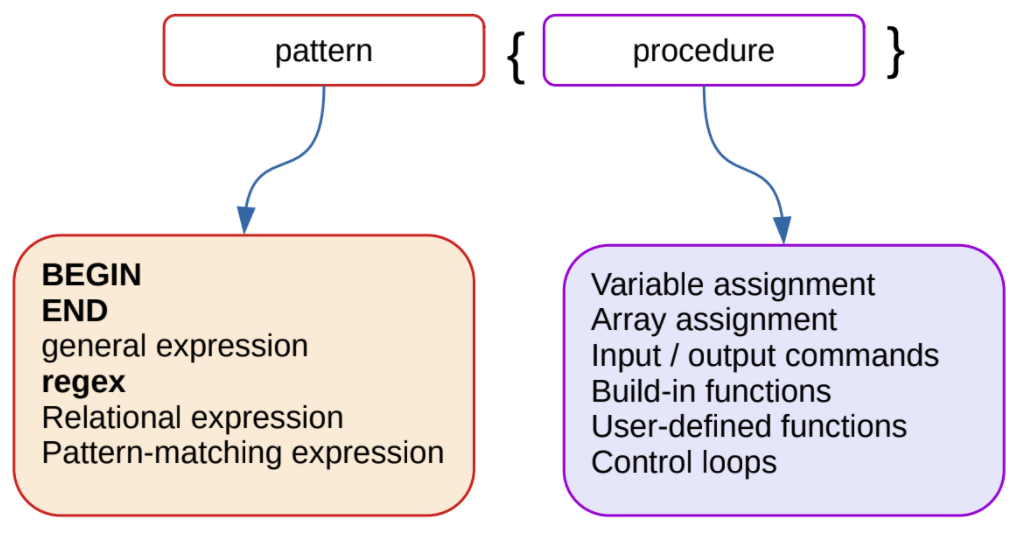 pattern { procedure }
BEGIN
END
general expression
regex
Relational expression
Pattern-matching expression
Variable assignment
Array assignment
Input / output commands
Build-in functions
User-defined functions
Control loops